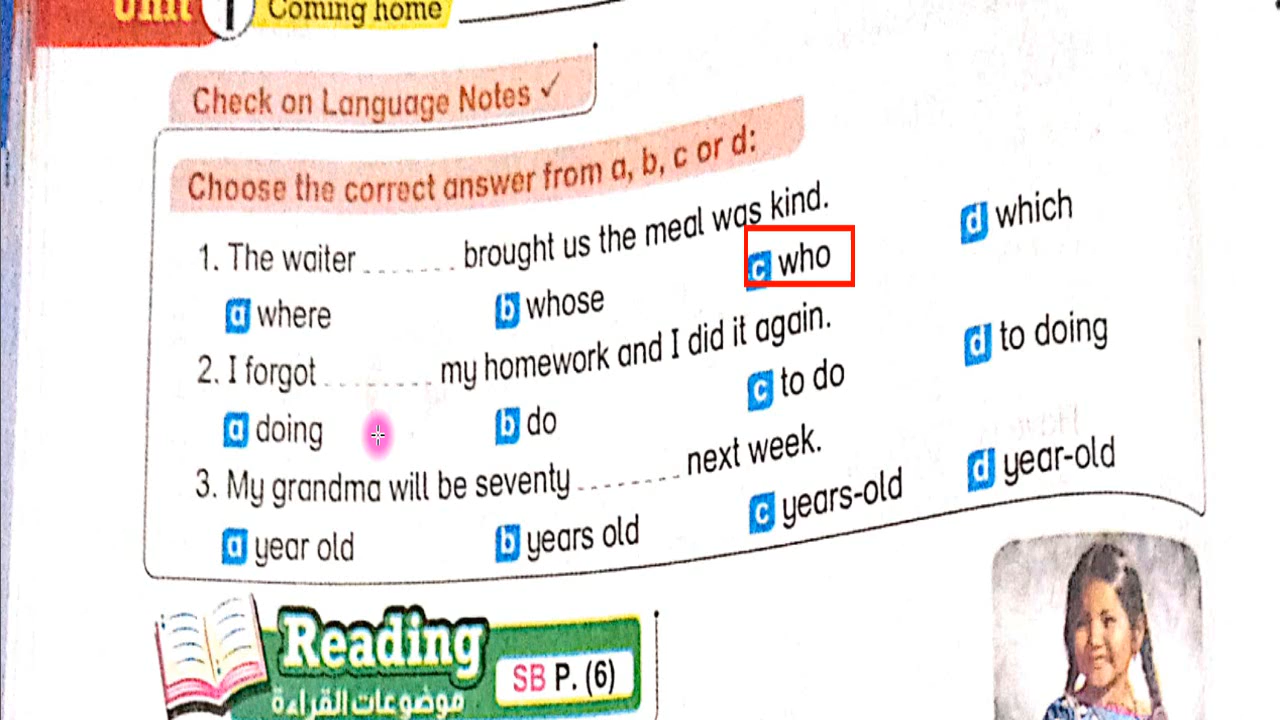 Unit 1 Coming home
Check on Language Notes ✓
Choose the correct answer from a, b, c or d:
1. The waiter ....... brought us the meal was kind.
a where b whose c who d which
2. I forgot ........ my homework and I did it again.
a doing b do c to do d to doing
3. My grandma will be seventy ........ next week.
a year old b years old c years-old d year-old
Reading SB P. (6)
موضوعات القراءة